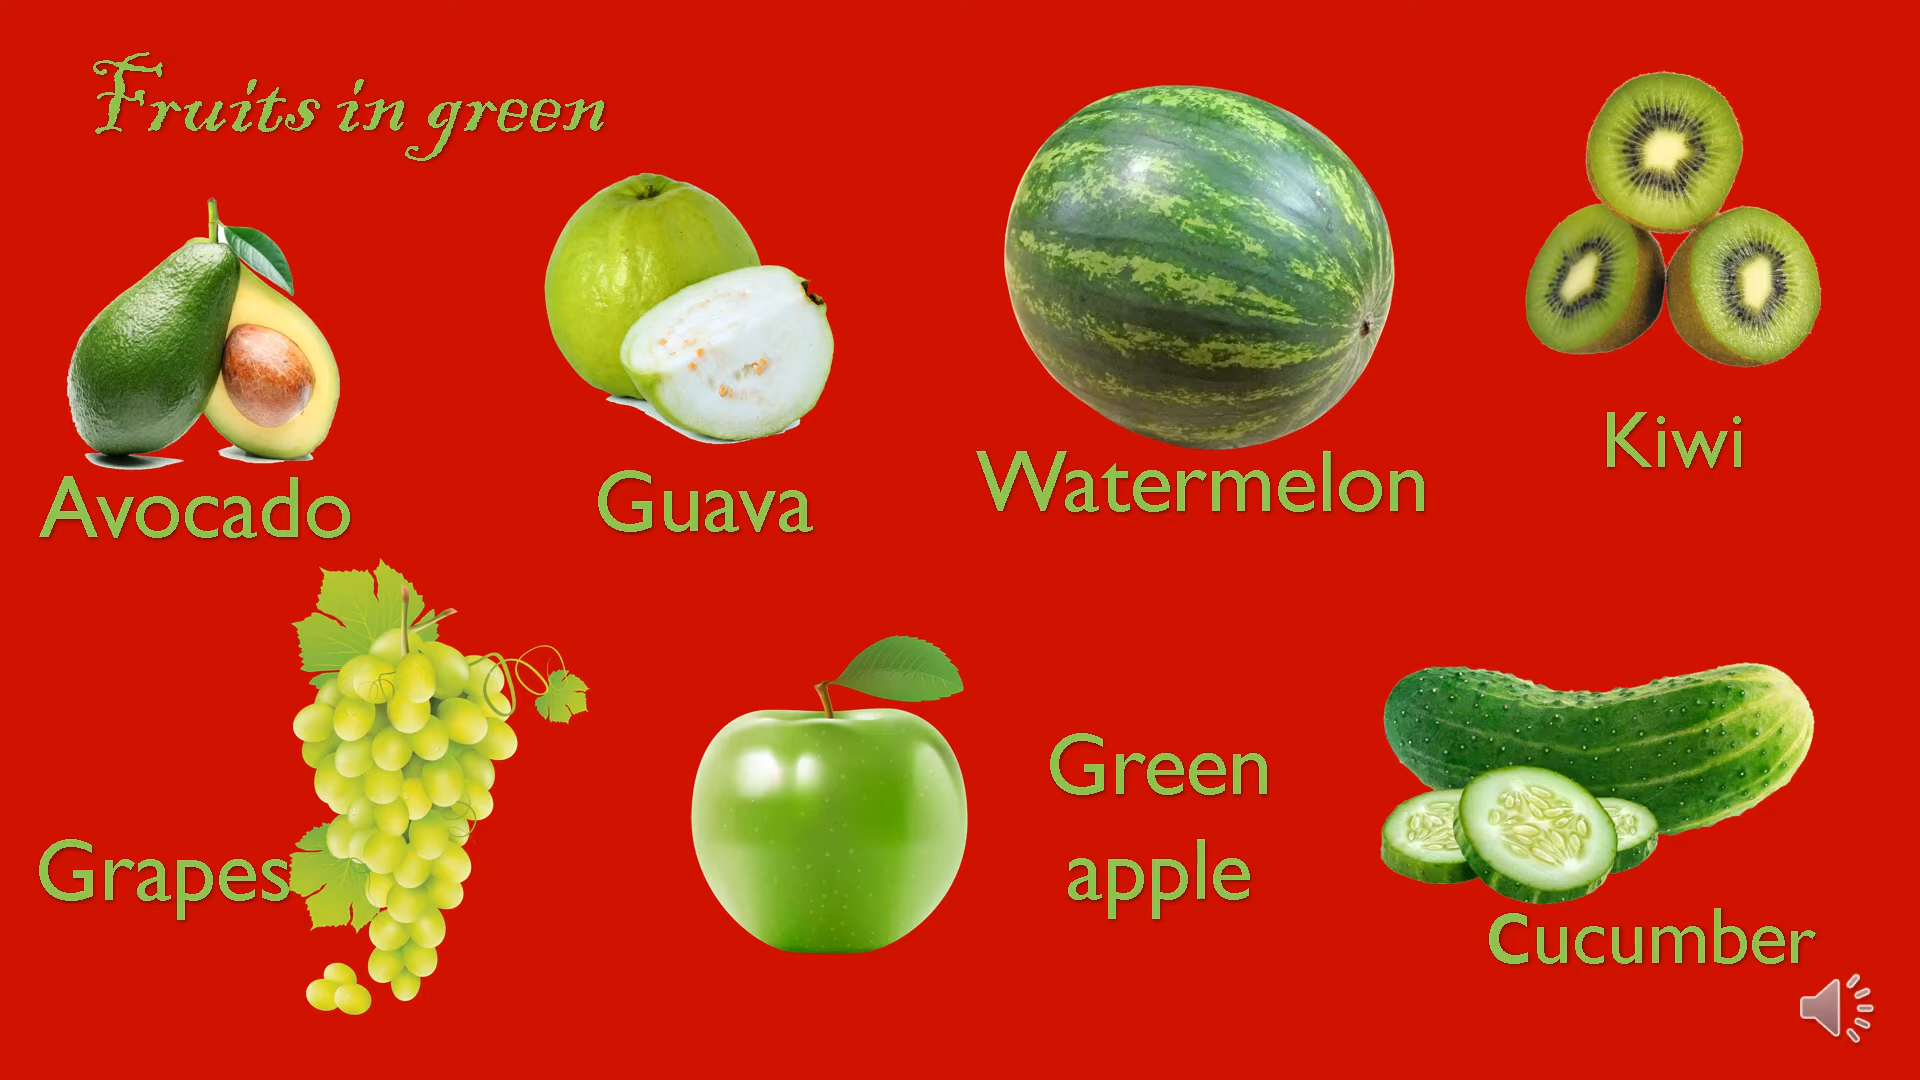 Fruits in green
Avocado
Guava
Watermelon
Kiwi
Grapes
Green
apple
Cucumber